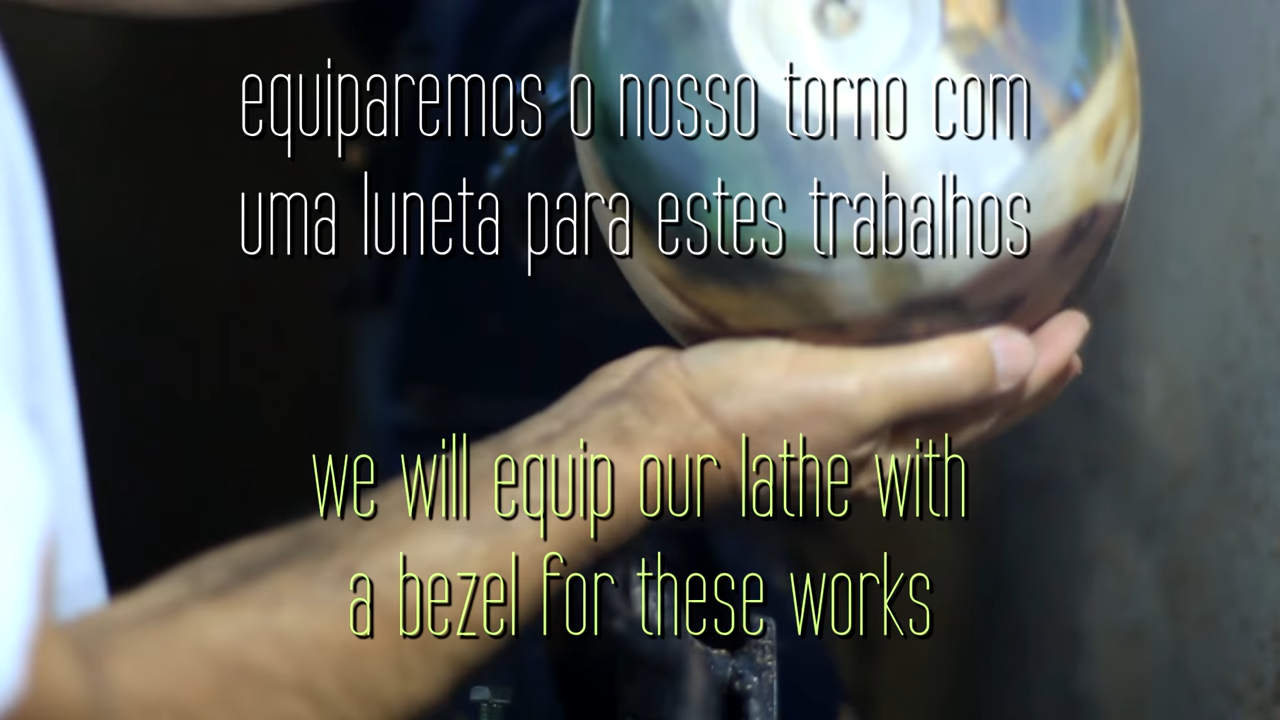 equiparemos o nosso torno com
uma luneta para estes trabalhos
we will equip our lathe with
a bezel for these works